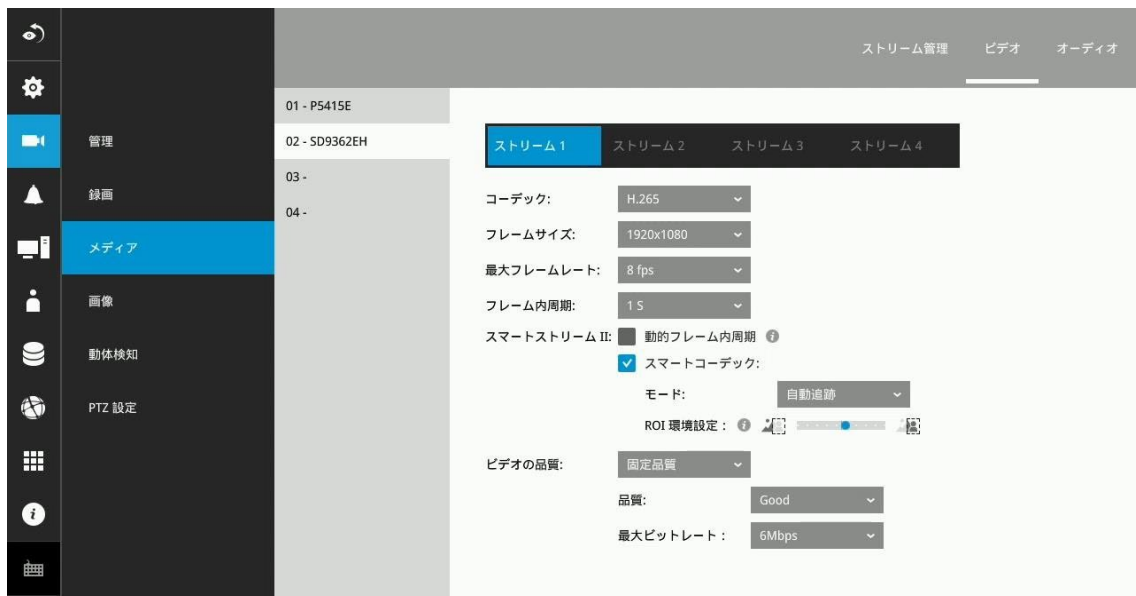 ストリーム管理 ビデオ オーディオ
01 - P5415E
02 - SD9362EH
03 -
04 -
管理
録画
メディア
画像
動体検知
PTZ 設定
ストリーム 1 ストリーム 2 ストリーム 3 ストリーム 4
コーデック: H.265
フレームサイズ: 1920x1080
最大フレームレート: 8 fps
フレーム内周期: 1 S
スマートストリーム II: 動的フレーム内周期
スマートコーデック:
モード: 自動追跡
ROI 環境設定：
ビデオの品質: 固定品質
品質: Good
最大ビットレート： 6Mbps